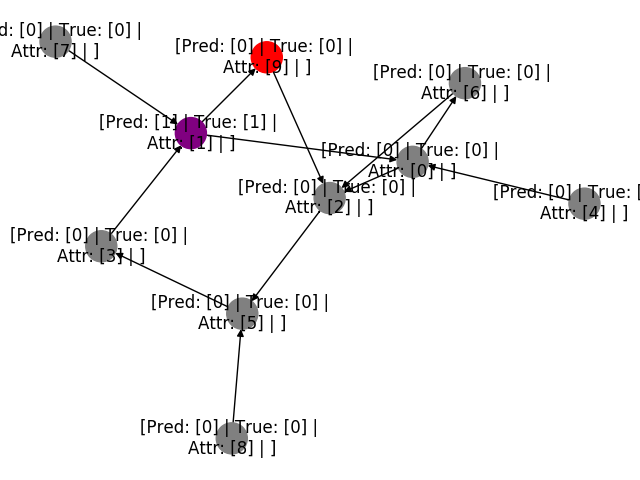 d: [0] | True: [0] |
Attr: [7] | ]
[Pred: [0] | True: [0] |
Attr: [9] | ]
[Pred: [0] | True: [0] |
Attr: [6] | ]
[Pred: [1] | True: [1] |
Attr: [1] | ]
[Pred: [0] | True: [0] |
Attr: [0] | ]
[Pred: [0] | True: [0] |
Attr: [2] | ]
[Pred: [0] | True: [
Attr: [4] | ]
[Pred: [0] | True: [0] |
Attr: [3] | ]
[Pred: [0] | True: [0] |
Attr: [5] | ]
[Pred: [0] | True: [0] |
Attr: [8] | ]